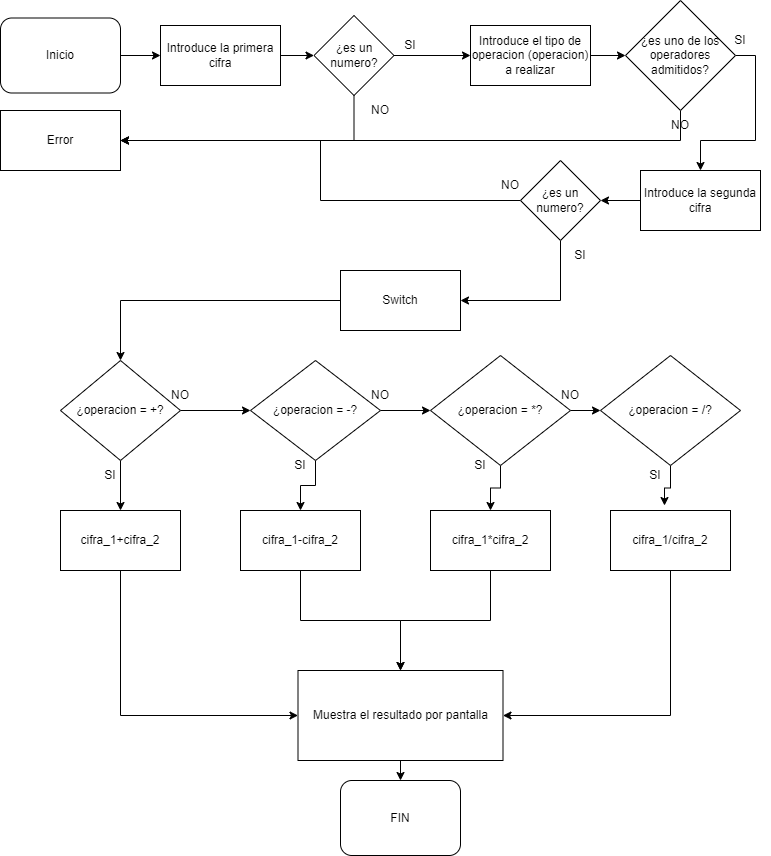 Inicio
Introduce la primera
cifra
¿es un
numero?
SI
Introduce el tipo de
operacion (operacion)
a realizar
¿es uno de los
operadores
admitidos?
SI
NO
NO
Error
NO
¿es un
numero?
Introduce la segunda
cifra
SI
Switch
¿operacion = +?
NO
¿operacion = -?
NO
¿operacion = *?
NO
¿operacion = /?
SI
SI
SI
SI
cifra_1+cifra_2
cifra_1-cifra_2
cifra_1*cifra_2
cifra_1/cifra_2
Muestra el resultado por pantalla
FIN